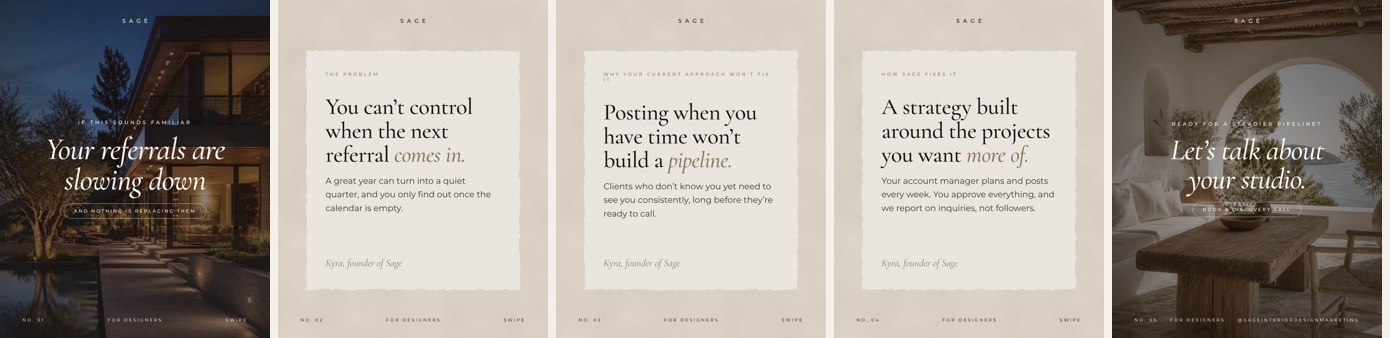 SAGE
IF THIS SOUNDS FAMILIAR
Your referrals are
slowing down
AND NOTHING IS REPLACING THEM
NO. 01
FOR DESIGNERS
SWIPE
SAGE
THE PROBLEM
You can't control
when the next
referral comes in.
A great year can turn into a quiet
quarter, and you only find out once the
calendar is empty.
Kyra, founder of Sage
NO. 02
FOR DESIGNERS
SWIPE
SAGE
WHY YOUR CURRENT APPROACH WON'T FIX
IT
Posting when you
have time won't
build a pipeline.
Clients who don't know you yet need to
see you consistently, long before they're
ready to call.
Kyra, founder of Sage
NO. 03
FOR DESIGNERS
SWIPE
SAGE
HOW SAGE FIXES IT
A strategy built
around the projects
you want more of.
Your account manager plans and posts
every week. You approve everything, and
we report on inquiries, not followers.
Kyra, founder of Sage
NO. 04
FOR DESIGNERS
SWIPE
SAGE
READY FOR A STEADIER PIPELINE?
Let's talk about
your studio.
BOOK A DISCOVERY CALL
NO. 05
FOR DESIGNERS
@SAGEINTERIORDESIGNMARKETING